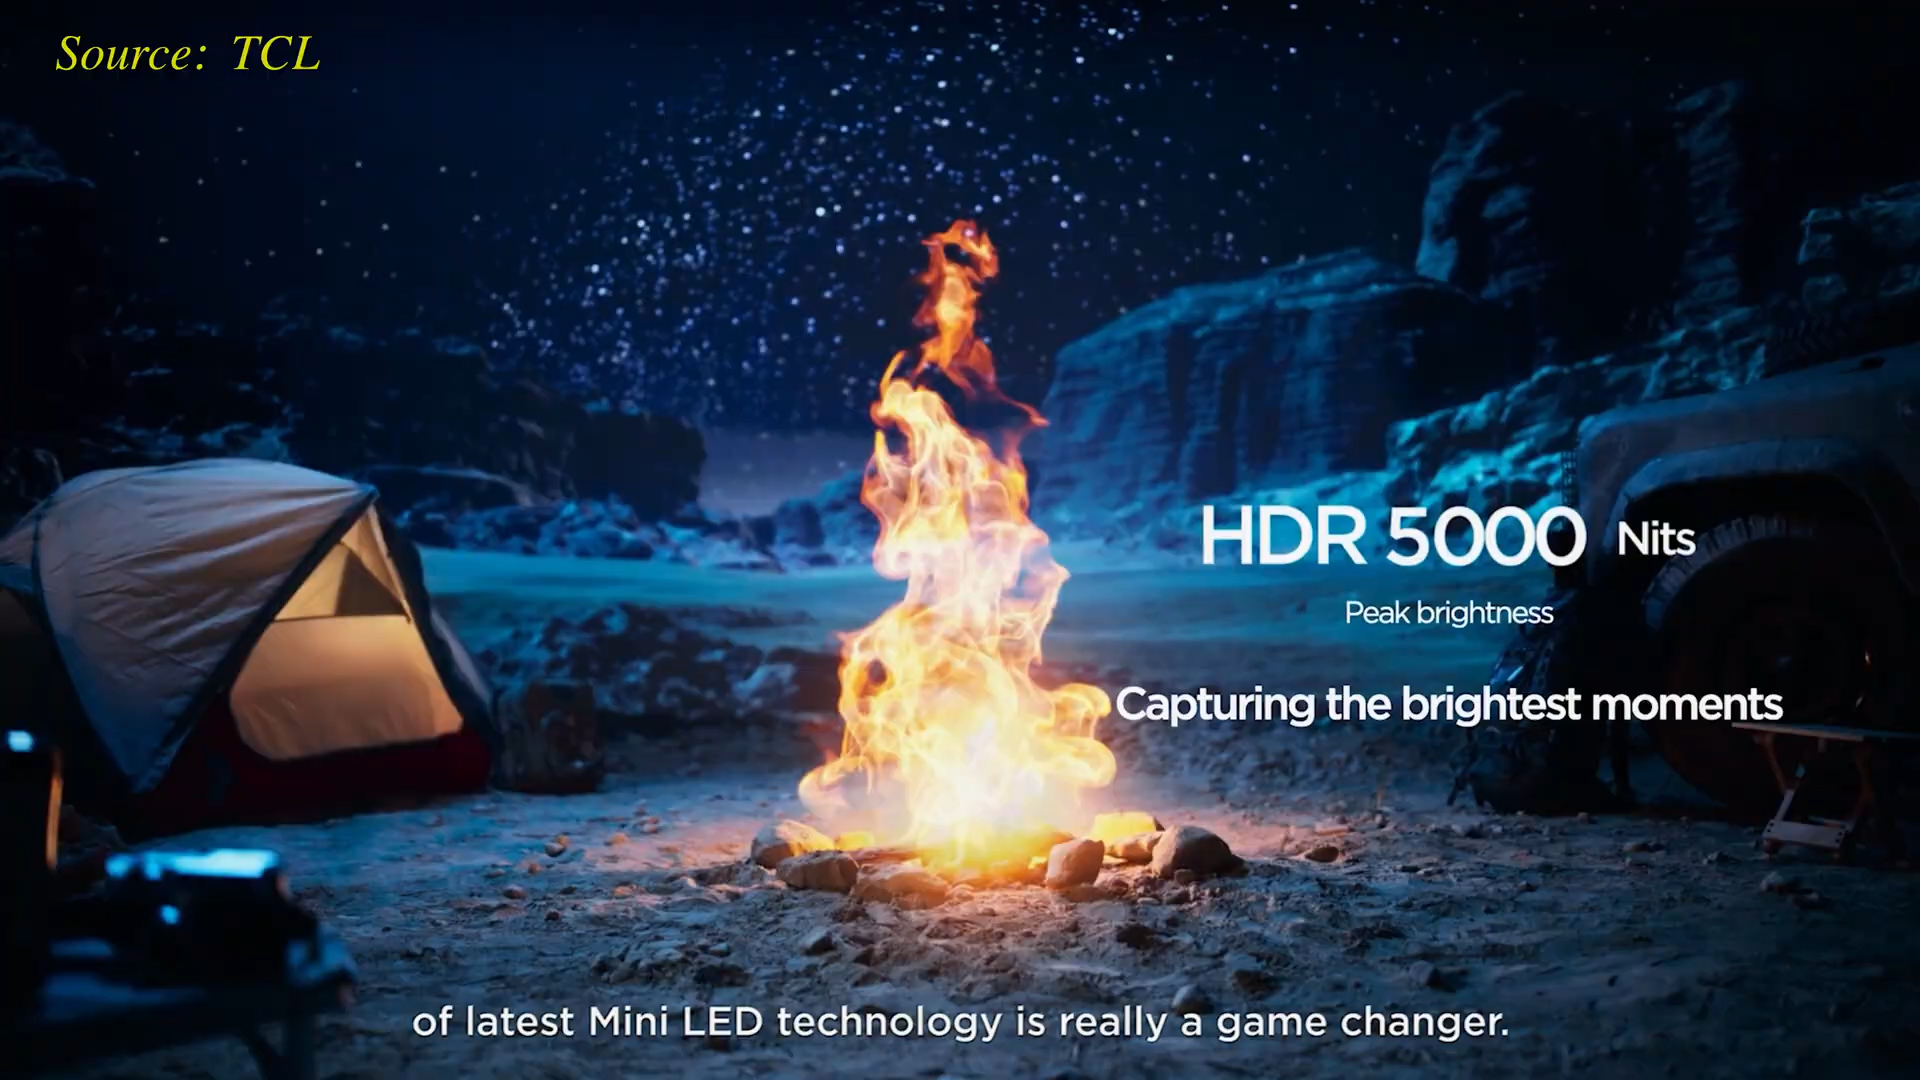 Source: TCL
HDR 5000 Nits
Peak brightness
Capturing the brightest moments
of latest Mini LED technology is really a game changer.